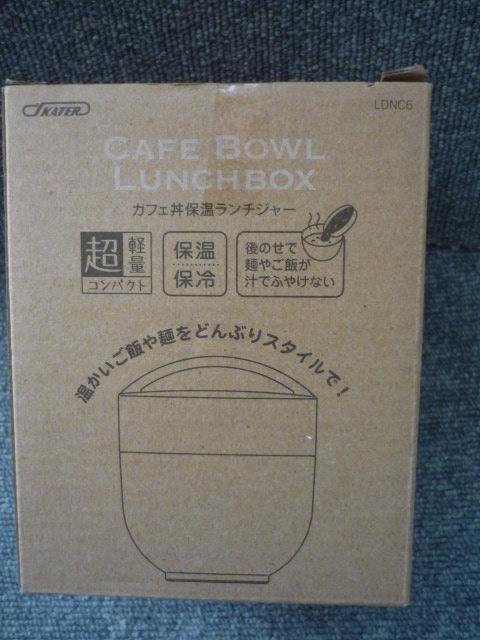 SKATER
LDNC6
CAFE BOWL
LUNCHBOX
カフェ丼保温ランチジャー
超軽量
コンパクト
保温
保冷
後のせで
麺やご飯が
汁でふやけない
温かいご飯や麺をどんぶりスタイルで!